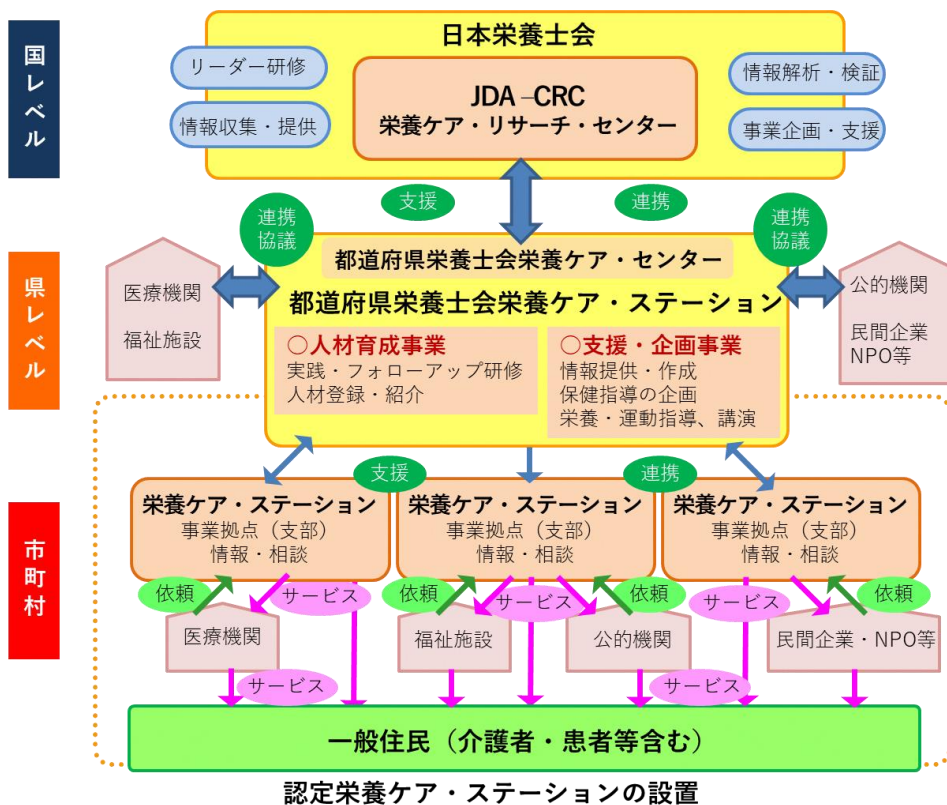 国レベル
日本栄養士会
リーダー研修
情報収集・提供
JDA–CRC
栄養ケア・リサーチ・センター
情報解析・検証
事業企画・支援
支援
連携
連携
協議
連携
協議
県レベル
医療機関
福祉施設
都道府県栄養士会栄養ケア・センター
都道府県栄養士会栄養ケア・ステーション
〇人材育成事業
実践・フォローアップ研修
人材登録・紹介
〇支援・企画事業
情報提供・作成
保健指導の企画
栄養・運動指導、講演
公的機関
民間企業
NPO等
支援
連携
市町村
栄養ケア・ステーション
事業拠点（支部）
情報・相談
栄養ケア・ステーション
事業拠点（支部）
情報・相談
栄養ケア・ステーション
事業拠点（支部）
情報・相談
依頼
サービス
依頼
サービス
依頼
サービス
依頼
医療機関
福祉施設
公的機関
民間企業・NPO等
サービス
サービス
一般住民（介護者・患者等含む）
認定栄養ケア・ステーションの設置